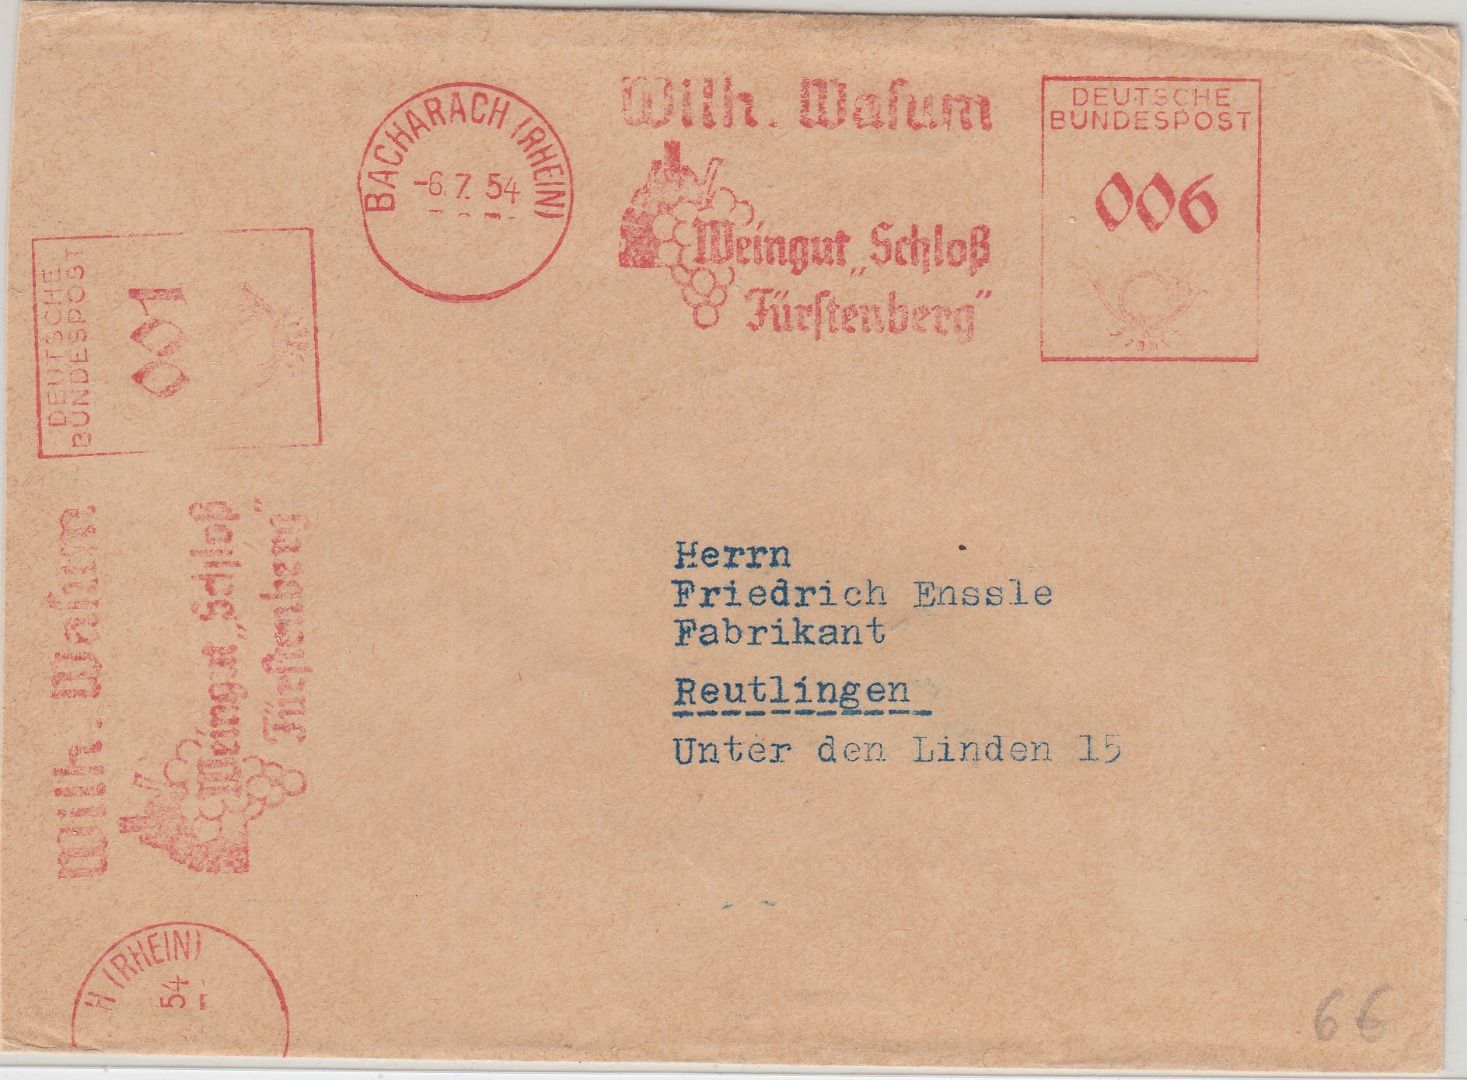 BACHARACH (RHEIN)
-6.7.54
Wilh. Wasum
Weingut „Schloß
Fürstenberg"
DEUTSCHE
BUNDESPOST
006
DEUTSCHE
BUNDESPOST
001
Wilh. Wasum
Weingut „Schloß
Fürstenberg"
H (RHEIN)
54
Herrn
Friedrich Enssle
Fabrikant
Reutlingen
Unter den Linden 15
6€